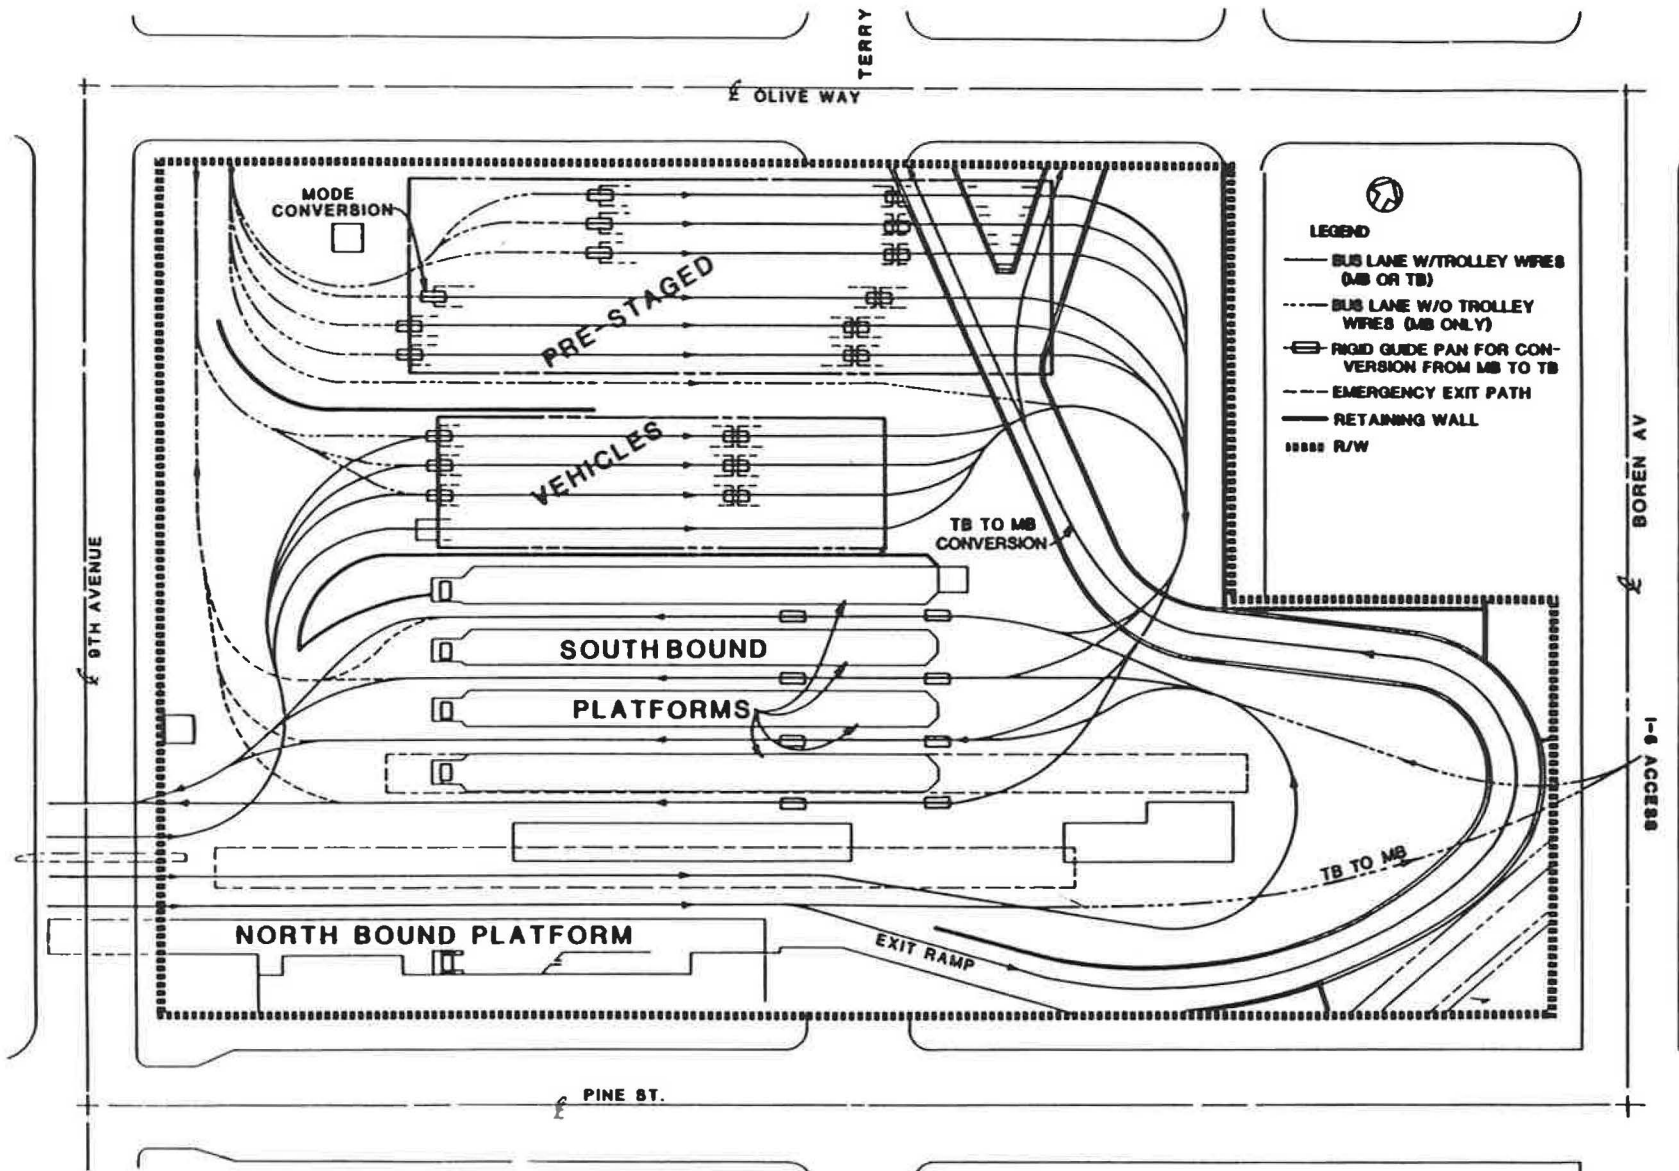 TERRY
℄ OLIVE WAY
MODE
CONVERSION
PRE-STAGED
VEHICLES
LEGEND
BUS LANE W/TROLLEY WIRES
(MB OR TB)
BUS LANE W/O TROLLEY
WIRES (MB ONLY)
RIGID GUIDE PAN FOR CON-
VERSION FROM MB TO TB
EMERGENCY EXIT PATH
RETAINING WALL
R/W
℄ BOREN AV
℄ 9TH AVENUE
TB TO MB
CONVERSION
SOUTH BOUND
PLATFORMS
I-5 ACCESS
TB TO MB
NORTH BOUND PLATFORM
EXIT RAMP
℄ PINE ST.